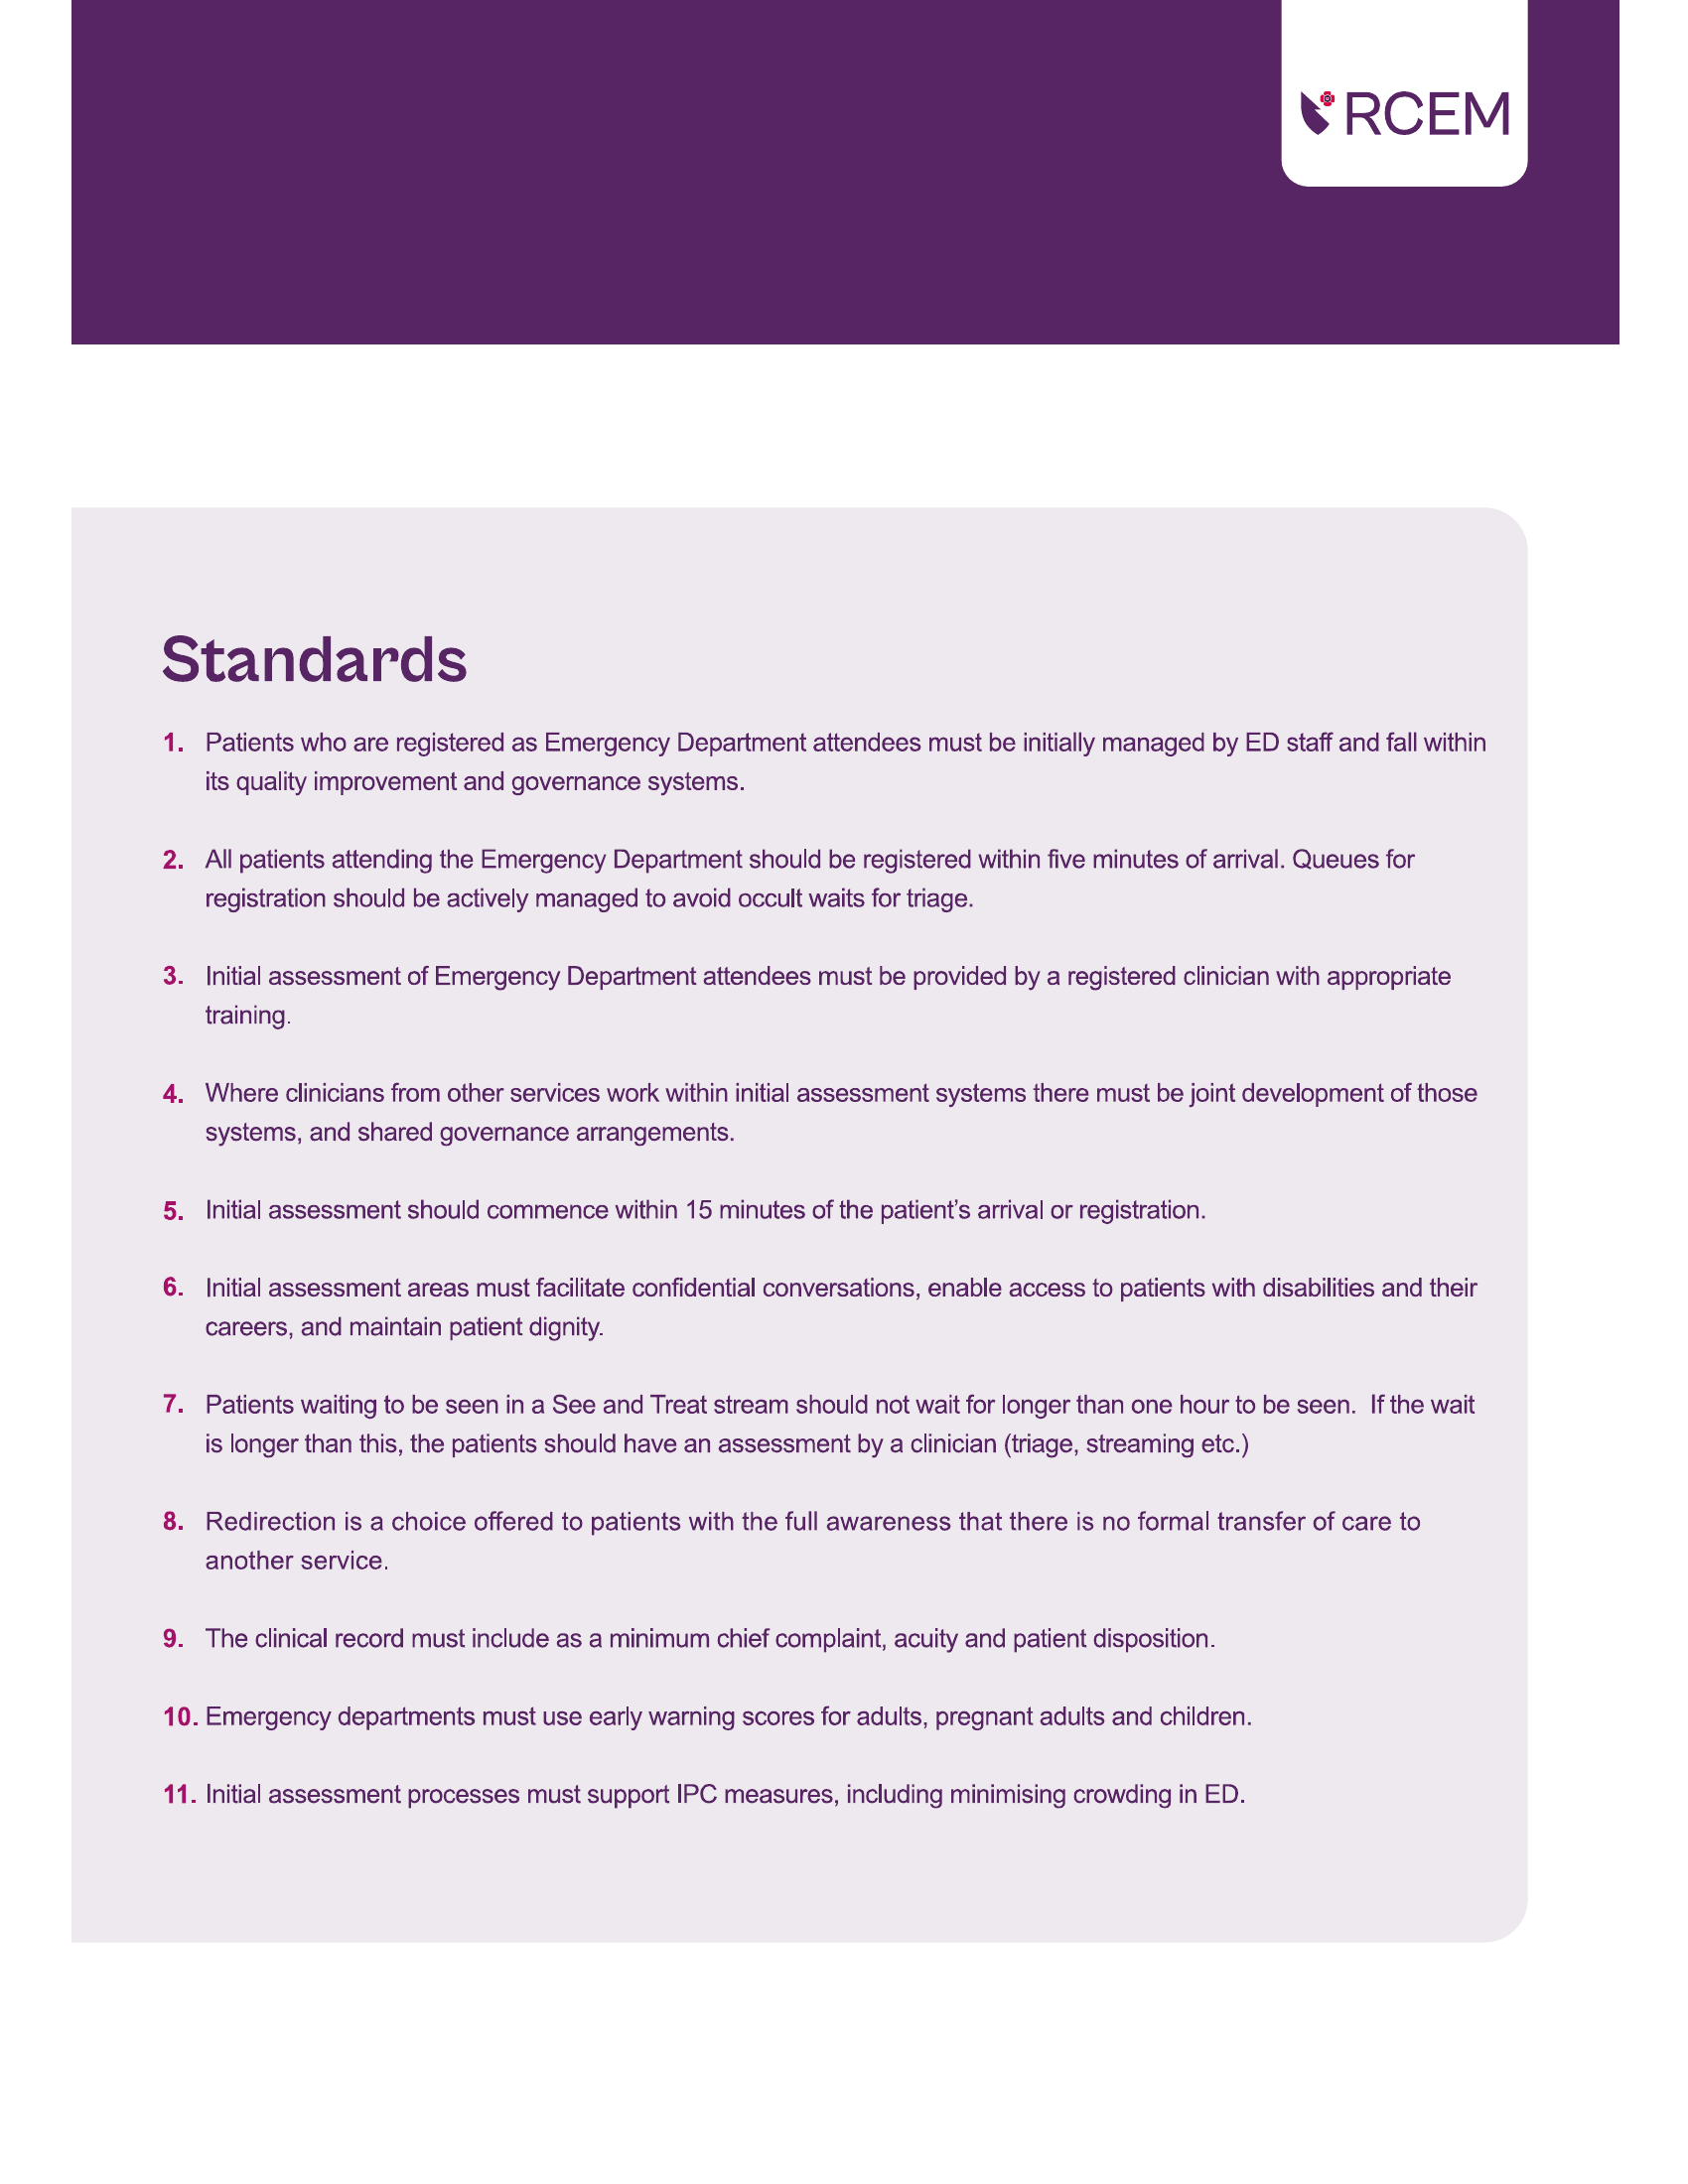 RCEM
Standards
1. Patients who are registered as Emergency Department attendees must be initially managed by ED staff and fall within
its quality improvement and governance systems.
2. All patients attending the Emergency Department should be registered within five minutes of arrival. Queues for
registration should be actively managed to avoid occult waits for triage.
3. Initial assessment of Emergency Department attendees must be provided by a registered clinician with appropriate
training.
4. Where clinicians from other services work within initial assessment systems there must be joint development of those
systems, and shared governance arrangements.
5. Initial assessment should commence within 15 minutes of the patient’s arrival or registration.
6. Initial assessment areas must facilitate confidential conversations, enable access to patients with disabilities and their
careers, and maintain patient dignity.
7. Patients waiting to be seen in a See and Treat stream should not wait for longer than one hour to be seen.  If the wait
is longer than this, the patients should have an assessment by a clinician (triage, streaming etc.)
8. Redirection is a choice offered to patients with the full awareness that there is no formal transfer of care to
another service.
9. The clinical record must include as a minimum chief complaint, acuity and patient disposition.
10. Emergency departments must use early warning scores for adults, pregnant adults and children.
11. Initial assessment processes must support IPC measures, including minimising crowding in ED.